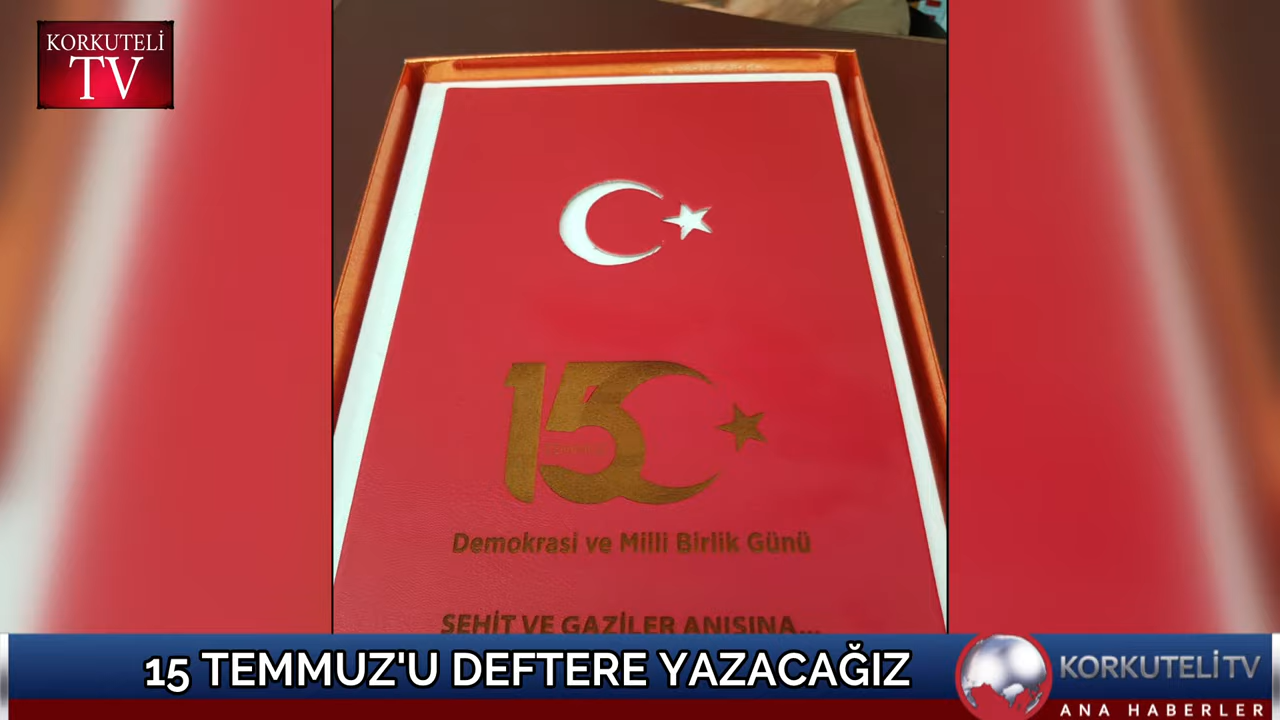 KORKUTELİ
TV
15
Demokrasi ve Milli Birlik Günü
ŞEHİT VE GAZİLER ANISINA...
15 TEMMUZ'U DEFTERE YAZACAĞIZ
KORKUTELİ TV
ANA HABERLER